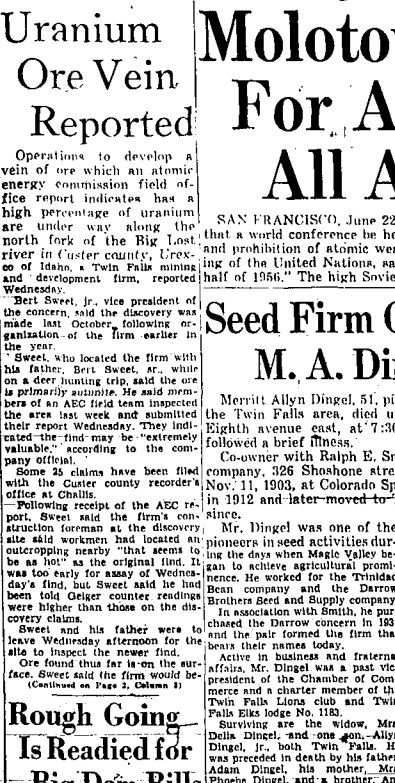 Uranium
Ore Vein
Reported
Operations to develop a
vein of ore which an atomic
energy commission field of-
fice report indicates has a
high percentage of uranium
are under way along the
north fork of the Big Lost
river in Custer county, Urex-
co of Idaho, a Twin Falls mining
and development firm, reported
Wednesday.
Bert Sweet, jr., vice president of
the concern, said the discovery was
made last October following or-
ganization of the firm earlier in
the year.
Sweet, who located the firm with
his father, Bert Sweet, sr., while
on a deer hunting trip, said the ore
is primarily autunite. He said mem-
bers of an AEC field team inspected
the area last week and submitted
their report Wednesday. They indi-
cated the find may be "extremely
valuable," according to the com-
pany official.
Some 25 claims have been filed
with the Custer county recorder's
office at Challis.
Following receipt of the AEC re-
port, Sweet said the firm's con-
struction foreman at the discovery
site said workmen had located an
outcropping nearby "that seems to
be as hot" as the original find. It
was too early for assay of Wednes-
day's find, but Sweet said he had
been told Geiger counter readings
were higher than those on the dis-
covery claims.
Sweet and his father were to
leave Wednesday afternoon for the
site to inspect the newer find.
Ore found thus far is on the sur-
face. Sweet said the firm would be-
(Continued on Page 2, Column 3)
Rough Going
Is Readied for
Big Dam Bills
Moloto
For A
All A
SAN FRANCISCO, June 22
that a world conference be he
and prohibition of atomic we
ing of the United Nations, sa
half of 1956." The high Sovie
Seed Firm
M. A. Di
Merritt Allyn Dingel, 51, pi
the Twin Falls area, died u
Eighth avenue east, at 7:30
followed a brief illness.
Co-owner with Ralph E. Sm
company, 326 Shoshone stre
Nov. 11, 1903, at Colorado Sp
in 1912 and later moved to
since.
Mr. Dingel was one of the
pioneers in seed activities dur-
ing the days when Magic Valley be-
gan to achieve agricultural promi-
nence. He worked for the Trinidad
Bean company and the Darrow
Brothers Seed and Supply company
In association with Smith, he pur
chased the Darrow concern in 193
and the pair formed the firm tha
bears their names today.
Active in business and fraterna
affairs, Mr. Dingel was a past vic
president of the Chamber of Com
merce and a charter member of th
Twin Falls Lions club and Twi
Falls Elks lodge No. 1183.
Surviving are the widow, Mrs
Della Dingel, and one son, Ally
Dingel, jr., both Twin Falls. H
was preceded in death by his father
Adam Dingel, his mother, Mrs
Phoebe Dingel, and a brother, An